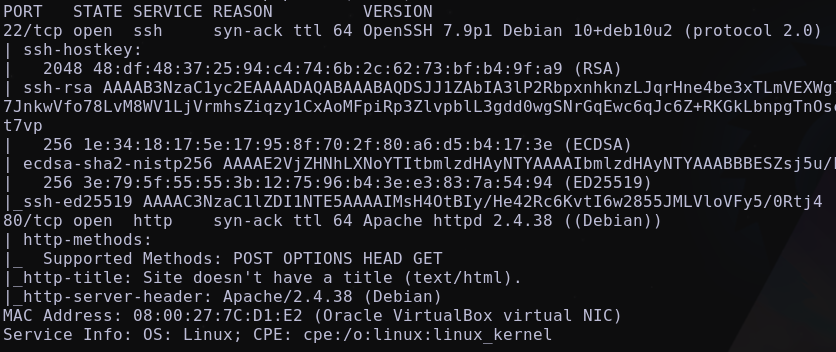 PORT   STATE SERVICE REASON         VERSION
22/tcp open  ssh     syn-ack ttl 64 OpenSSH 7.9p1 Debian 10+deb10u2 (protocol 2.0)
| ssh-hostkey:
|   2048 48:df:48:37:25:94:c4:74:6b:2c:62:73:bf:b4:9f:a9 (RSA)
| ssh-rsa AAAAB3NzaC1yc2EAAAADAQABAAABAQDSJJ1ZAbIA3lP2RbpxnhknzLJqrHne4be3xTLmVEXWg
7JnkwVfo78LvM8WV1LjVrmhsZiqzy1CxAoMFpiRp3ZlvpblL3gdd0wgSNrGqEwc6qJc6Z+RKGkLbnpgTnOs
t7vp
|   256 1e:34:18:17:5e:17:95:8f:70:2f:80:a6:d5:b4:17:3e (ECDSA)
| ecdsa-sha2-nistp256 AAAAE2VjZHNhLXNoYTItbmlzdHAyNTYAAAAIbmlzdHAyNTYAAABBBESZsj5u/
|   256 3e:79:5f:55:55:3b:12:75:96:b4:3e:e3:83:7a:54:94 (ED25519)
|_ssh-ed25519 AAAAC3NzaC1lZDI1NTE5AAAAIMsH4OtBIy/He42Rc6KvtI6w2855JMLVloVFy5/0Rtj4
80/tcp open  http    syn-ack ttl 64 Apache httpd 2.4.38 ((Debian))
| http-methods:
|_  Supported Methods: POST OPTIONS HEAD GET
|_http-title: Site doesn't have a title (text/html).
|_http-server-header: Apache/2.4.38 (Debian)
MAC Address: 08:00:27:7C:D1:E2 (Oracle VirtualBox virtual NIC)
Service Info: OS: Linux; CPE: cpe:/o:linux:linux_kernel